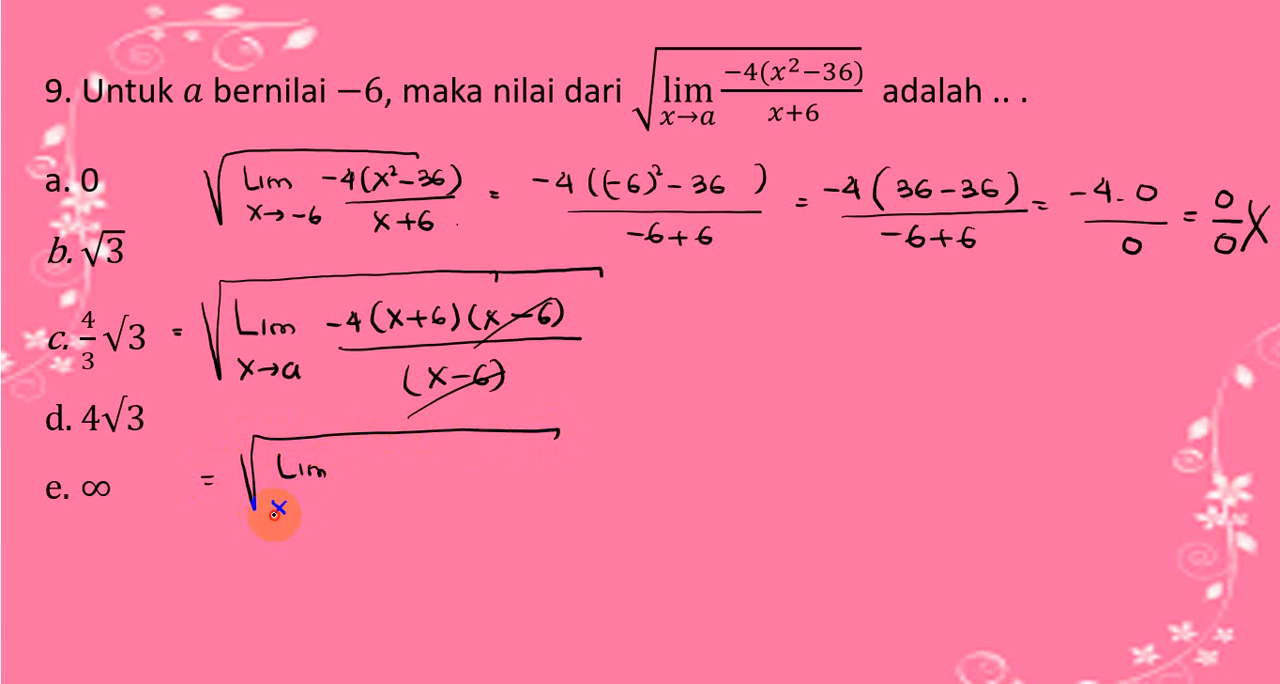 9. Untuk a bernilai −6, maka nilai dari √(lim x→a −4(x²−36)/(x+6)) adalah .. .
a. 0
√(Lim x→-6 -4(x²-36)/(x+6)) = -4((-6)²-36)/(-6+6) = -4(36-36)/(-6+6) = -4.0/0 = 0/0 X
b. √3
c. 4/3 √3
= √(Lim x→a -4(x+6)(x-6)/(x-6))
d. 4√3
e. ∞
= √(Lim x